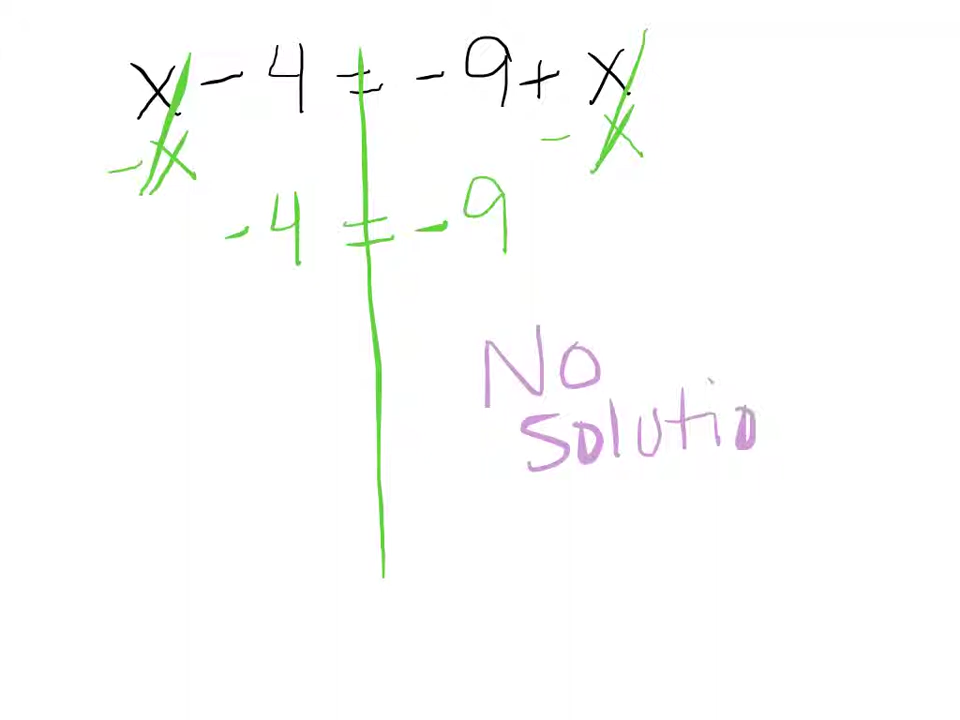 x - 4 = -9 + x
-x - x
-4 = -9
No
solutio